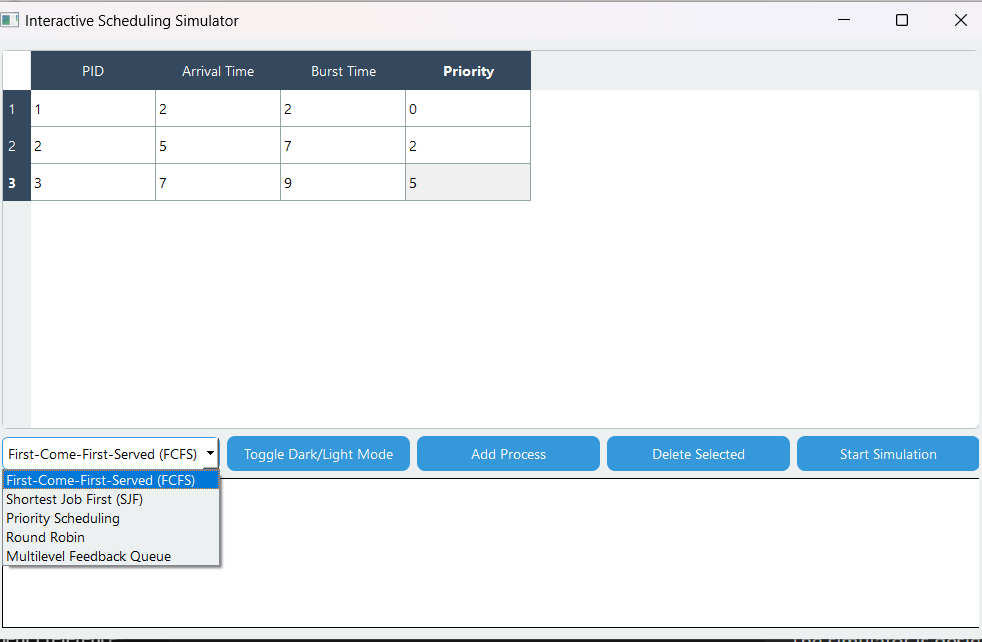 Interactive Scheduling Simulator
PID Arrival Time Burst Time Priority
1 1 2 2 0
2 2 5 7 2
3 3 7 9 5
First-Come-First-Served (FCFS) Toggle Dark/Light Mode Add Process Delete Selected Start Simulation
First-Come-First-Served (FCFS)
Shortest Job First (SJF)
Priority Scheduling
Round Robin
Multilevel Feedback Queue